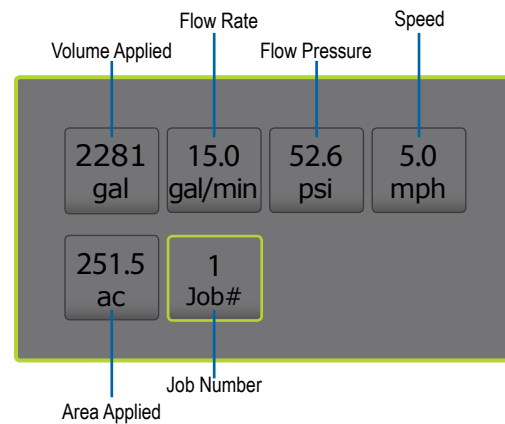 Flow Rate
Speed
Volume Applied
Flow Pressure
2281
gal
15.0
gal/min
52.6
psi
5.0
mph
251.5
ac
1
Job#
Job Number
Area Applied